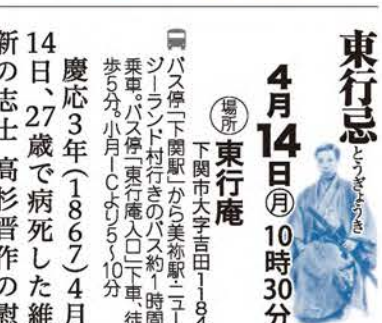 東行忌
とうぎょうき
4月14日㊊10時30分
場所 東行庵
下関市大字吉田1184
バス停「下関駅」から美祢駅・ニュー
ジーランド村行きのバス約1時間
乗車。バス停「東行庵入口」下車、徒
歩5分。小月ICより5〜10分
慶応3年(1867)4月
14日、27歳で病死した維
新の志士 高杉晋作の慰